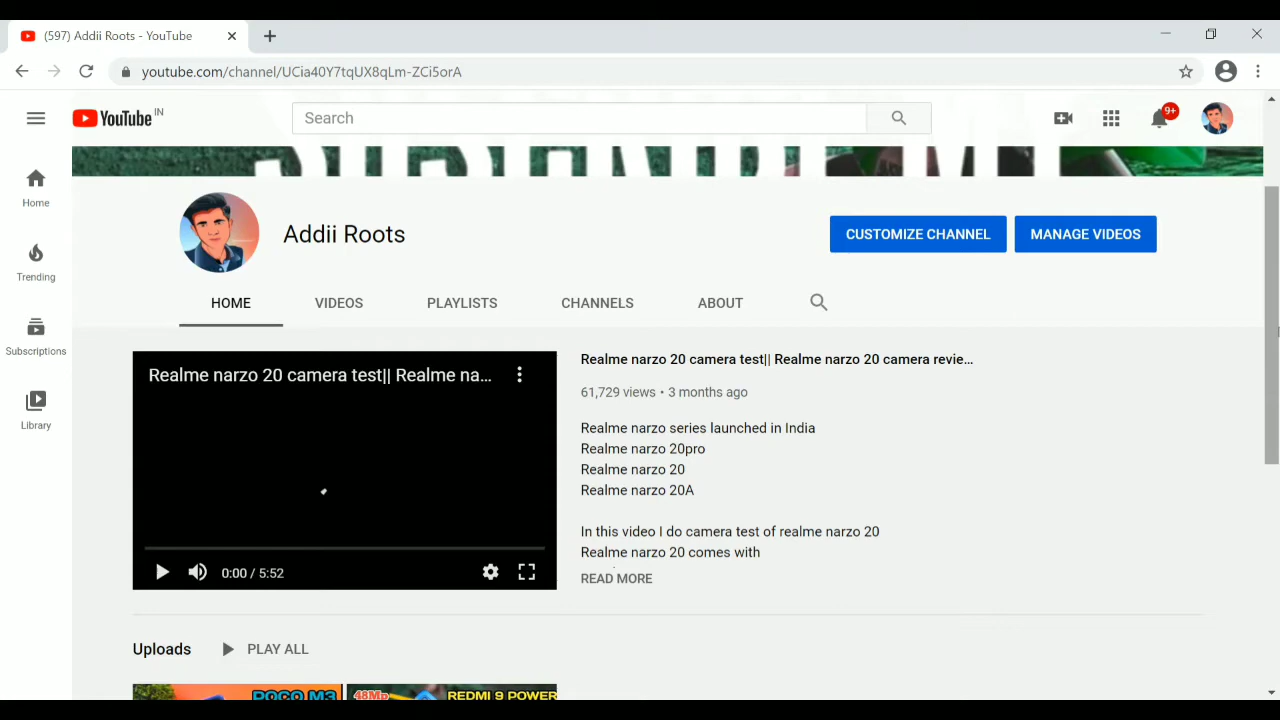 (597) Addii Roots - YouTube
youtube.com/channel/UCia40Y7tqUX8qLm-ZCi5orA
YouTube IN
Search
9+
Home
Trending
Subscriptions
Library
Addii Roots
CUSTOMIZE CHANNEL
MANAGE VIDEOS
HOME
VIDEOS
PLAYLISTS
CHANNELS
ABOUT
Realme narzo 20 camera test|| Realme na...
0:00 / 5:52
Realme narzo 20 camera test|| Realme narzo 20 camera revie...
61,729 views • 3 months ago
Realme narzo series launched in India
Realme narzo 20pro
Realme narzo 20
Realme narzo 20A
In this video I do camera test of realme narzo 20
Realme narzo 20 comes with
READ MORE
Uploads
PLAY ALL
POCO M3
48Mp
REDMI 9 POWER